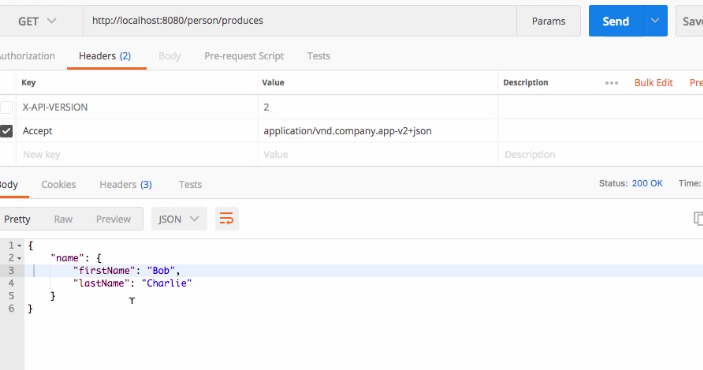 GET http://localhost:8080/person/produces Params Send Save
Authorization Headers (2) Body Pre-request Script Tests
Key Value Description ••• Bulk Edit Pre
X-API-VERSION 2
Accept application/vnd.company.app-v2+json
New key Value Description
Body Cookies Headers (3) Tests Status: 200 OK Time:
Pretty Raw Preview JSON
1 {
2 "name": {
3 "firstName": "Bob",
4 "lastName": "Charlie"
5 }
6 }